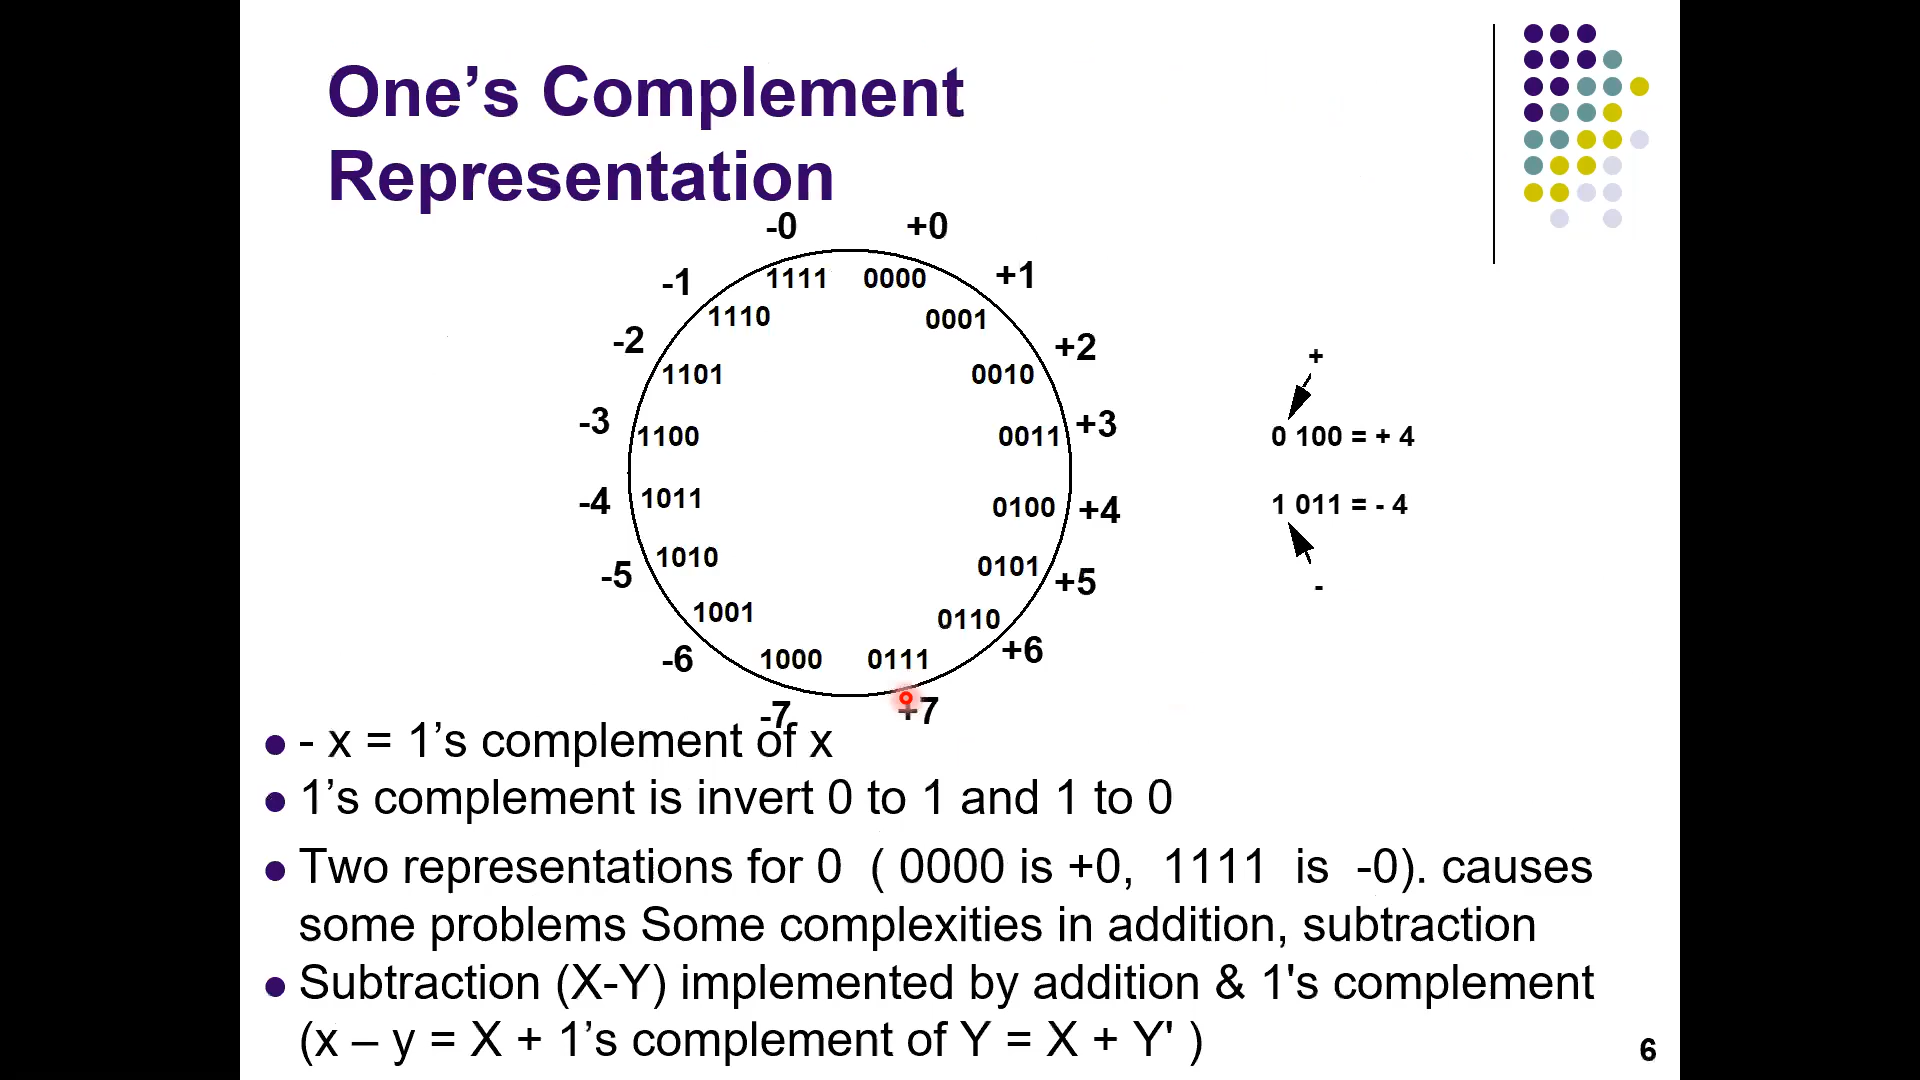 One’s Complement
Representation
-0 +0
-1 1111 0000 +1
1110 0001
-2 1101 0010 +2
-3 1100 0011 +3
-4 1011 0100 +4
-5 1010 0101 +5
1001 0110
-6 1000 0111 +6
-7 +7
+
0 100 = + 4
1 011 = - 4
-
- x = 1’s complement of x
1’s complement is invert 0 to 1 and 1 to 0
Two representations for 0 ( 0000 is +0, 1111 is -0). causes
some problems Some complexities in addition, subtraction
Subtraction (X-Y) implemented by addition & 1's complement
(x – y = X + 1’s complement of Y = X + Y' )
6